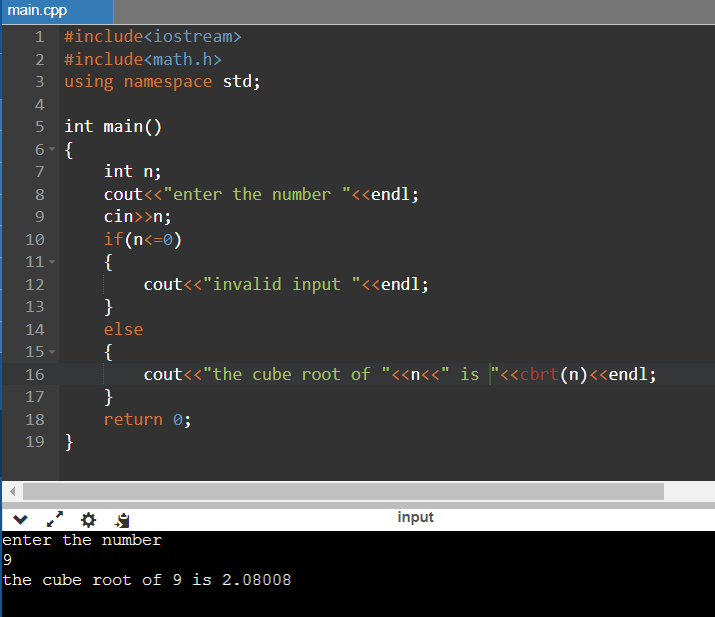 main.cpp
1 #include<iostream>
2 #include<math.h>
3 using namespace std;
4
5 int main()
6 {
7     int n;
8     cout<<"enter the number "<<endl;
9     cin>>n;
10     if(n<=0)
11     {
12         cout<<"invalid input "<<endl;
13     }
14     else
15     {
16         cout<<"the cube root of "<<n<<" is "<<cbrt(n)<<endl;
17     }
18     return 0;
19 }
input
enter the number
9
the cube root of 9 is 2.08008